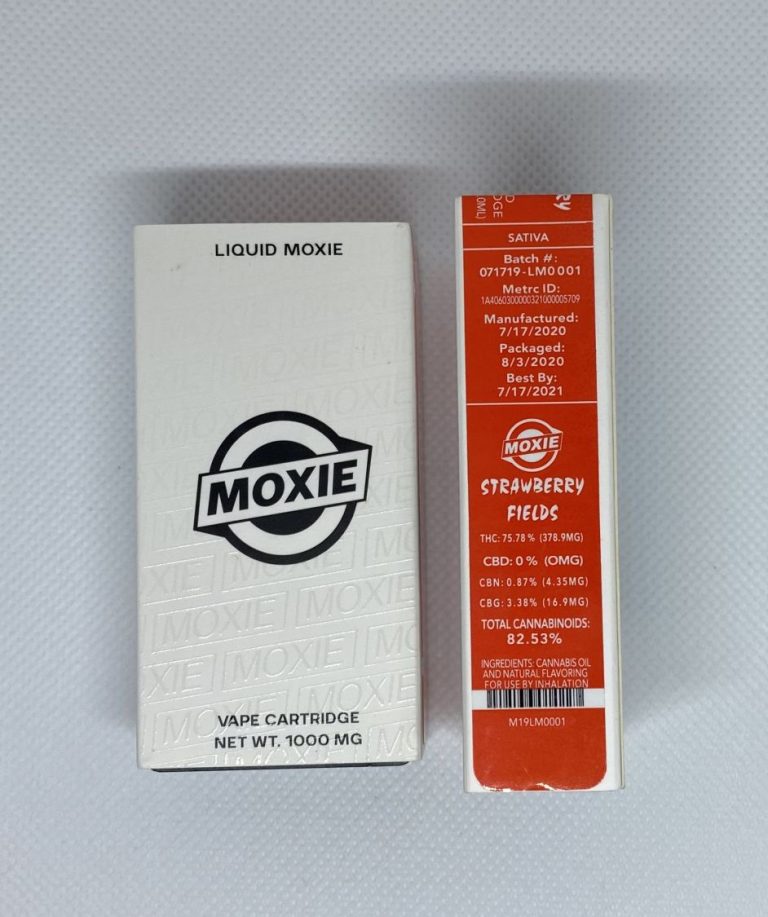 LIQUID MOXIE
MOXIE
VAPE CARTRIDGE
NET WT. 1000 MG
SATIVA
Batch #:
071719-LM0001
Metrc ID:
1A4060300000321000005709
Manufactured:
7/17/2020
Packaged:
8/3/2020
Best By:
7/17/2021
MOXIE
STRAWBERRY
FIELDS
THC: 75.78% (378.9MG)
CBD: 0% (0MG)
CBN: 0.87% (4.35MG)
CBG: 3.38% (16.9MG)
TOTAL CANNABINOIDS:
82.53%
INGREDIENTS: CANNABIS OIL
AND NATURAL FLAVORING
FOR USE BY INHALATION
M19LM0001